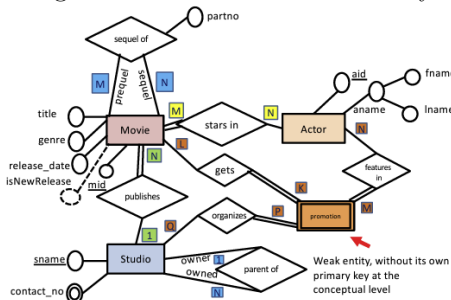 partno
sequel of
M
N
prequel
sequel
aid
fname
title
M
N
aname
lname
Movie
stars in
Actor
genre
L
N
release_date
N
gets
features
in
isNewRelease
mid
K
publishes
organizes
P
promotion
M
1
Q
sname
Studio
owner
1
owned
parent of
N
contact_no
Weak entity, without its own
primary key at the
conceptual level